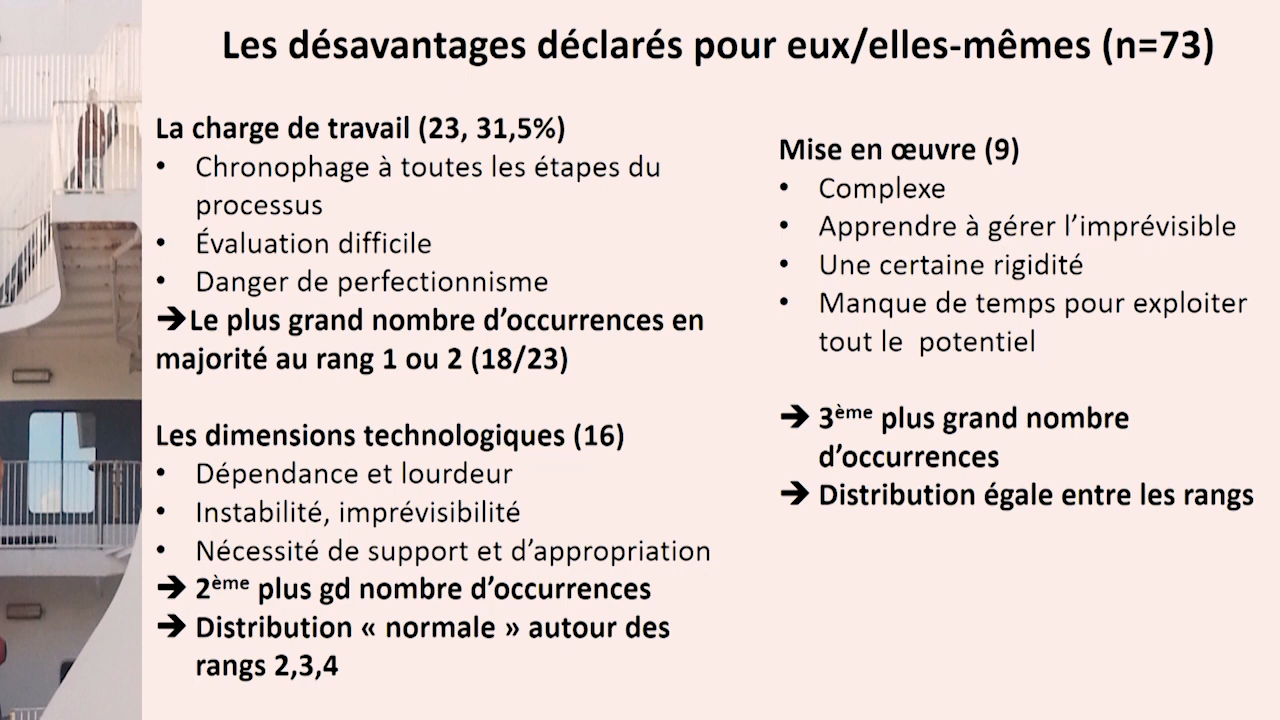 Les désavantages déclarés pour eux/elles-mêmes (n=73)
La charge de travail (23, 31,5%)
• Chronophage à toutes les étapes du
processus
• Évaluation difficile
• Danger de perfectionnisme
➔Le plus grand nombre d’occurrences en
majorité au rang 1 ou 2 (18/23)
Les dimensions technologiques (16)
• Dépendance et lourdeur
• Instabilité, imprévisibilité
• Nécessité de support et d’appropriation
➔ 2ème plus gd nombre d’occurrences
➔ Distribution « normale » autour des
rangs 2,3,4
Mise en œuvre (9)
• Complexe
• Apprendre à gérer l’imprévisible
• Une certaine rigidité
• Manque de temps pour exploiter
tout le potentiel
➔ 3ème plus grand nombre
d’occurrences
➔ Distribution égale entre les rangs